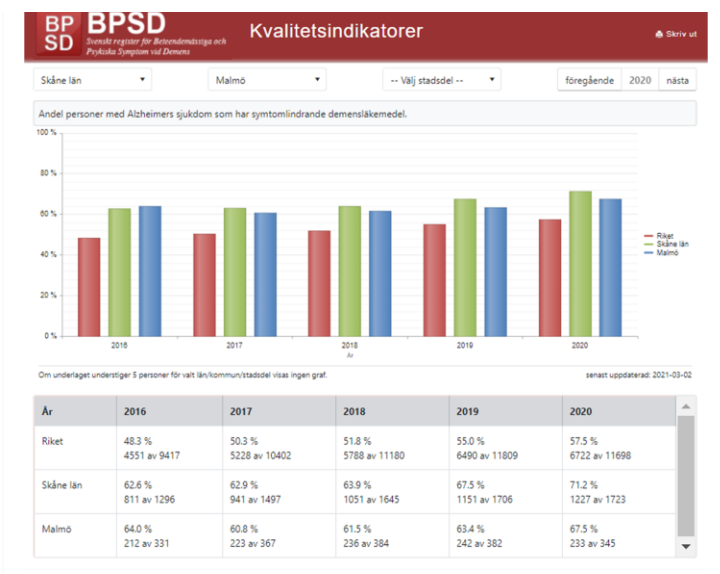 BP
SD
BPSD
Svenskt register för Beteendemässiga och
Psykiska Symptom vid Demens
Kvalitetsindikatorer
Skriv ut
Skåne län
Malmö
-- Välj stadsdel --
föregående 2020 nästa
Andel personer med Alzheimers sjukdom som har symtomlindrande demensläkemedel.
100 %
80 %
60 %
40 %
20 %
0 %
2016 2017 2018 2019 2020
År
Riket
Skåne län
Malmö
Om underlaget understiger 5 personer för valt län/kommun/stadsdel visas ingen graf.
senast uppdaterad: 2021-03-02
År 2016 2017 2018 2019 2020
Riket 48.3 % 50.3 % 51.8 % 55.0 % 57.5 %
4551 av 9417 5228 av 10402 5788 av 11180 6490 av 11809 6722 av 11698
Skåne län 62.6 % 62.9 % 63.9 % 67.5 % 71.2 %
811 av 1296 941 av 1497 1051 av 1645 1151 av 1706 1227 av 1723
Malmö 64.0 % 60.8 % 61.5 % 63.4 % 67.5 %
212 av 331 223 av 367 236 av 384 242 av 382 233 av 345